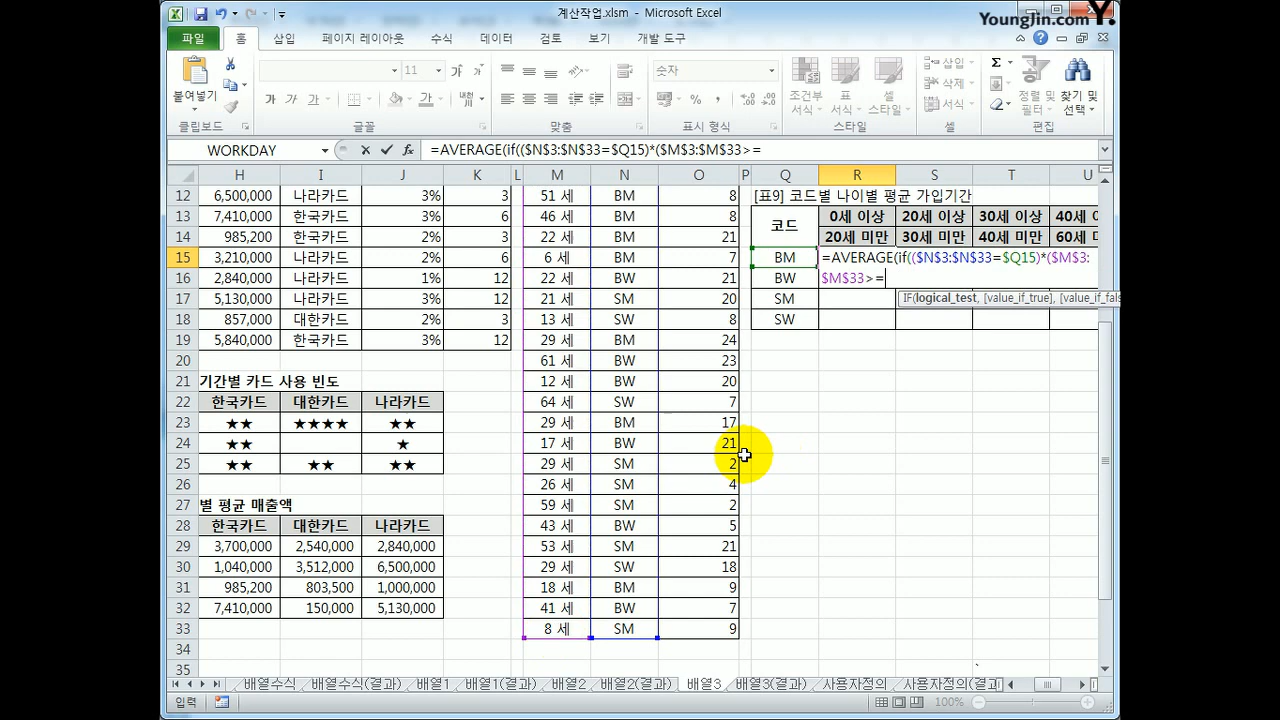 계산작업.xlsm - Microsoft Excel
YoungJin.com Y.
파일 홈 삽입 페이지 레이아웃 수식 데이터 검토 보기 개발 도구
붙여넣기
11 가 가
가 가 가 가
숫자
% ,
조건부 서식 표 서식 셀 스타일
삽입 삭제 서식
Σ
정렬 및 필터 찾기 및 선택
클립보드 글꼴 맞춤 표시 형식 스타일 셀 편집
WORKDAY fx =AVERAGE(if(($N$3:$N$33=$Q15)*($M$3:$M$33>=
H I J K L M N O P Q R S T U
12 6,500,000 나라카드 3% 3 51 세 BM 8 [표9] 코드별 나이별 평균 가입기간
13 7,410,000 한국카드 3% 6 46 세 BM 8 코드 0세 이상 20세 이상 30세 이상 40세
14 985,200 한국카드 2% 3 22 세 BM 21 20세 미만 30세 미만 40세 미만 60세
15 3,210,000 나라카드 2% 6 6 세 BM 7 BM =AVERAGE(if(($N$3:$N$33=$Q15)*($M$3:
16 2,840,000 나라카드 1% 12 22 세 BW 21 BW $M$33>=
17 5,130,000 나라카드 3% 12 21 세 SM 20 SM IF(logical_test, [value_if_true], [value_if_fals
18 857,000 대한카드 2% 3 13 세 SW 8 SW
19 5,840,000 한국카드 3% 12 29 세 BM 24
20 61 세 BW 23
21 기간별 카드 사용 빈도 12 세 BW 20
22 한국카드 대한카드 나라카드 64 세 SW 7
23 ★★ ★★★★ ★★ 29 세 BM 17
24 ★★ ★ 17 세 BW 21
25 ★★ ★★ ★★ 29 세 SM 2
26 26 세 SM 4
27 별 평균 매출액 59 세 SM 2
28 한국카드 대한카드 나라카드 43 세 BW 5
29 3,700,000 2,540,000 2,840,000 53 세 SM 21
30 1,040,000 3,512,000 6,500,000 29 세 SW 18
31 985,200 803,500 1,000,000 18 세 BM 9
32 7,410,000 150,000 5,130,000 41 세 BW 7
33 8 세 SM 9
34
35
배열수식 배열수식(결과) 배열1 배열1(결과) 배열2 배열2(결과) 배열3 배열3(결과) 사용자정의 사용자정의(결과
입력 100%